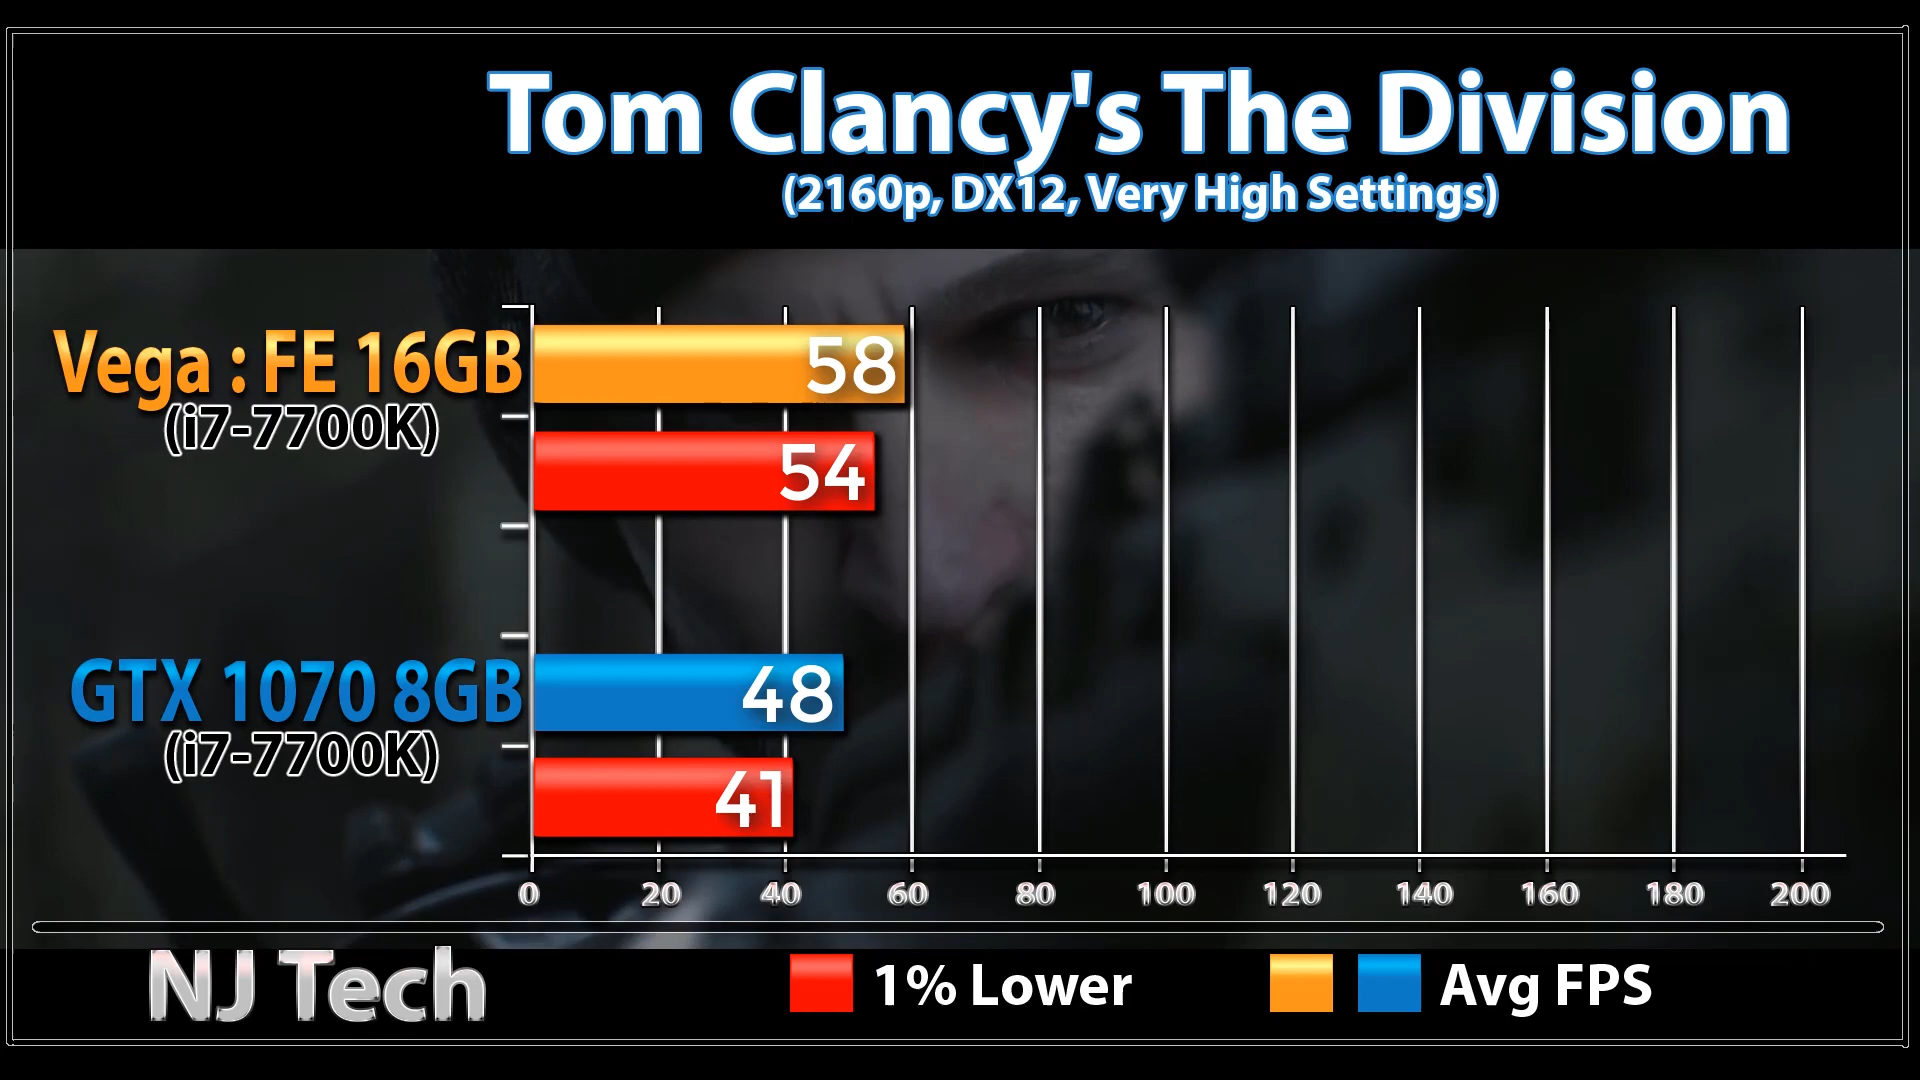 Tom Clancy's The Division
(2160p, DX12, Very High Settings)
Vega : FE 16GB
(i7-7700K)
58
54
GTX 1070 8GB
(i7-7700K)
48
41
0 20 40 60 80 100 120 140 160 180 200
NJ Tech
1% Lower
Avg FPS